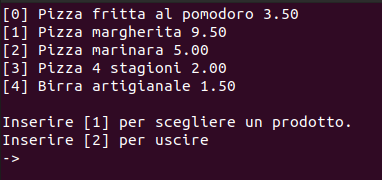 [0] Pizza fritta al pomodoro 3.50
[1] Pizza margherita 9.50
[2] Pizza marinara 5.00
[3] Pizza 4 stagioni 2.00
[4] Birra artigianale 1.50
Inserire [1] per scegliere un prodotto.
Inserire [2] per uscire
->